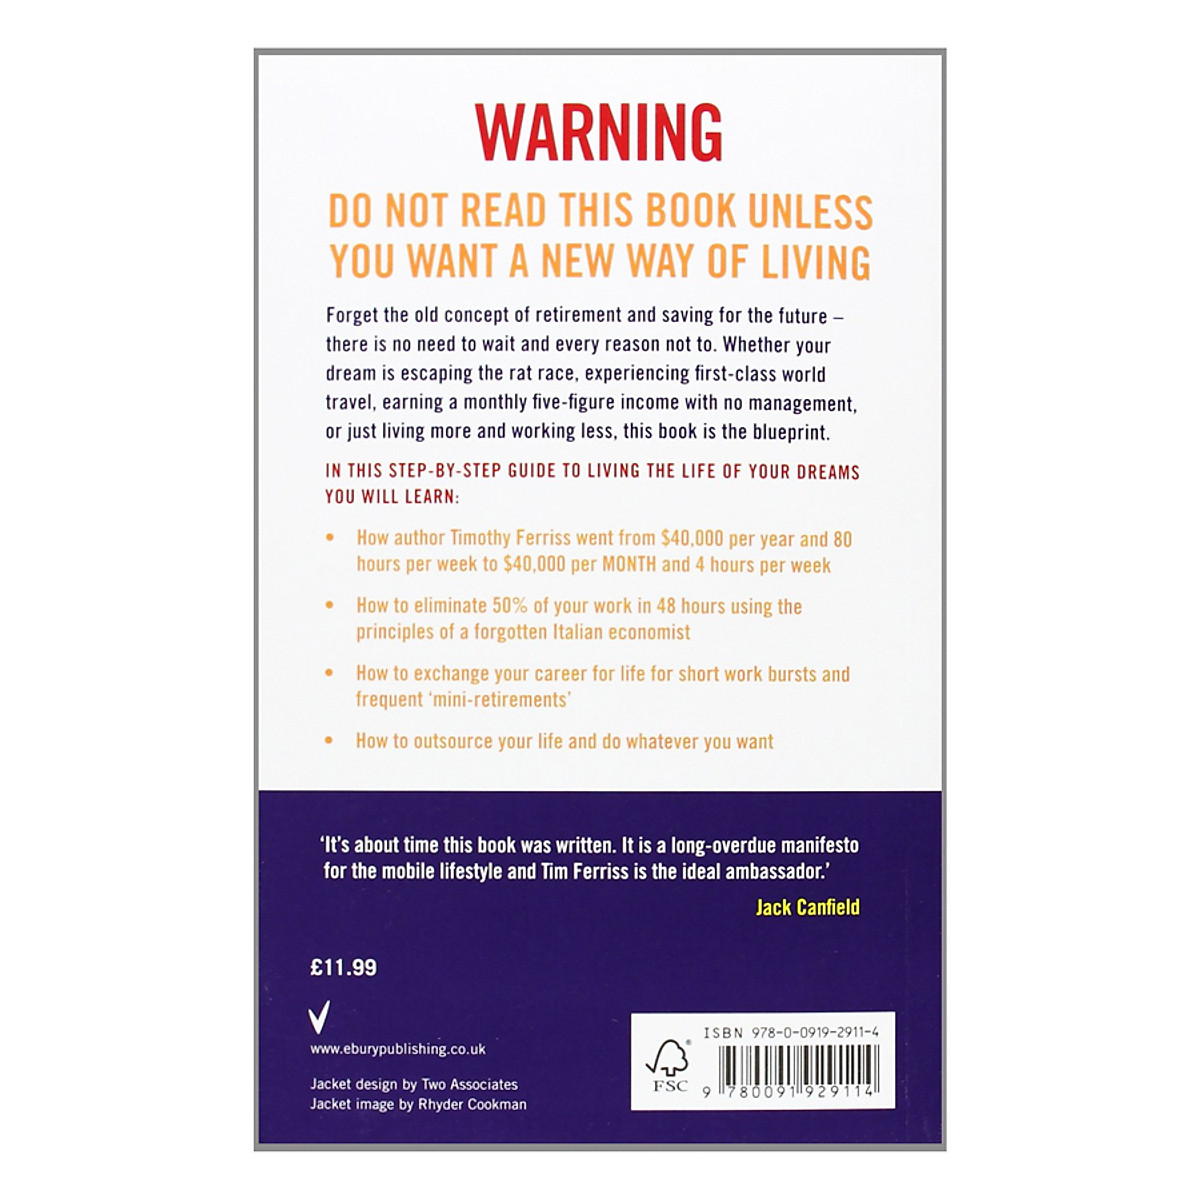 WARNING
DO NOT READ THIS BOOK UNLESS
YOU WANT A NEW WAY OF LIVING
Forget the old concept of retirement and saving for the future –
there is no need to wait and every reason not to. Whether your
dream is escaping the rat race, experiencing first-class world
travel, earning a monthly five-figure income with no management,
or just living more and working less, this book is the blueprint.
IN THIS STEP-BY-STEP GUIDE TO LIVING THE LIFE OF YOUR DREAMS
YOU WILL LEARN:
• How author Timothy Ferriss went from $40,000 per year and 80
hours per week to $40,000 per MONTH and 4 hours per week
• How to eliminate 50% of your work in 48 hours using the
principles of a forgotten Italian economist
• How to exchange your career for life for short work bursts and
frequent ‘mini-retirements’
• How to outsource your life and do whatever you want
‘It’s about time this book was written. It is a long-overdue manifesto
for the mobile lifestyle and Tim Ferriss is the ideal ambassador.’
Jack Canfield
£11.99
www.eburypublishing.co.uk
Jacket design by Two Associates
Jacket image by Rhyder Cookman
ISBN 978-0-0919-2911-4
FSC®
9 780091 929114